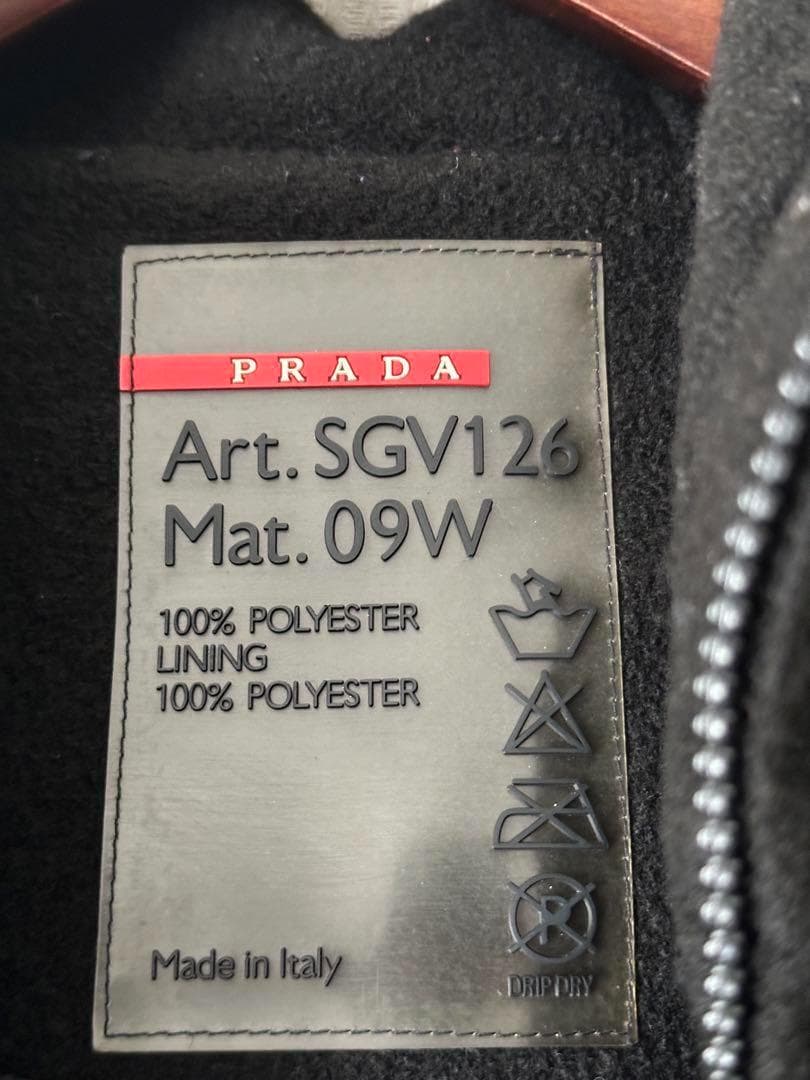 PRADA
Art. SGV126
Mat. 09W
100% POLYESTER
LINING
100% POLYESTER
P
DRIP DRY
Made in Italy